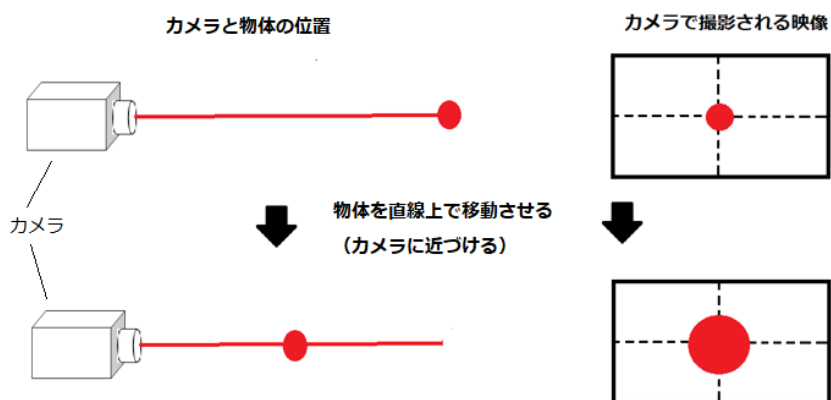 カメラと物体の位置
カメラで撮影される映像
カメラ
物体を直線上で移動させる
（カメラに近づける）